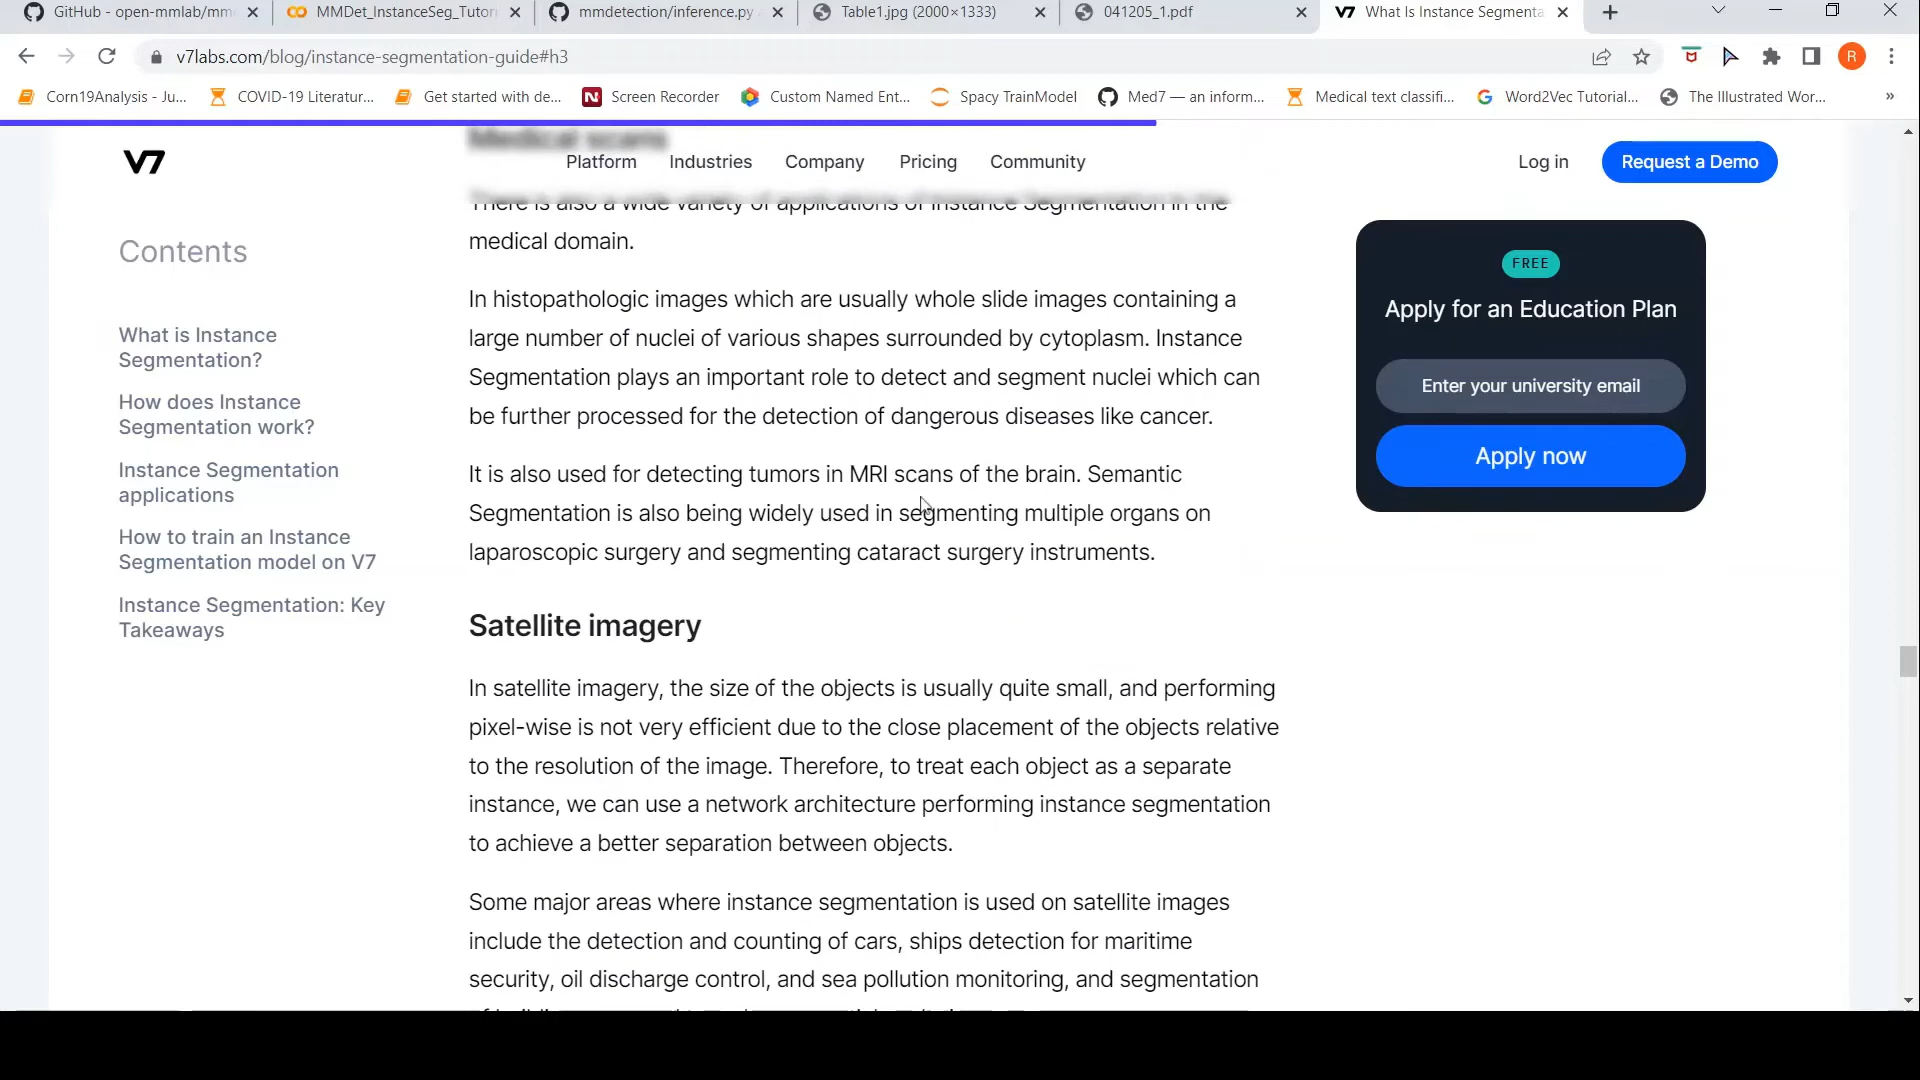 GitHub - open-mmlab/mm
MMDet_InstanceSeg_Tutor
mmdetection/inference.py
Table1.jpg (2000×1333)
041205_1.pdf
What Is Instance Segmenta
v7labs.com/blog/instance-segmentation-guide#h3
R
Corn19Analysis - Ju...
COVID-19 Literatur...
Get started with de...
Screen Recorder
Custom Named Ent...
Spacy TrainModel
Med7 — an inform...
Medical text classifi...
Word2Vec Tutorial...
The Illustrated Wor...
»
Medical scans
V7
Platform
Industries
Company
Pricing
Community
Log in
Request a Demo
There is also a wide variety of applications of Instance Segmentation in the
medical domain.
Contents
What is Instance
Segmentation?
How does Instance
Segmentation work?
Instance Segmentation
applications
How to train an Instance
Segmentation model on V7
Instance Segmentation: Key
Takeaways
In histopathologic images which are usually whole slide images containing a
large number of nuclei of various shapes surrounded by cytoplasm. Instance
Segmentation plays an important role to detect and segment nuclei which can
be further processed for the detection of dangerous diseases like cancer.
It is also used for detecting tumors in MRI scans of the brain. Semantic
Segmentation is also being widely used in segmenting multiple organs on
laparoscopic surgery and segmenting cataract surgery instruments.
Satellite imagery
In satellite imagery, the size of the objects is usually quite small, and performing
pixel-wise is not very efficient due to the close placement of the objects relative
to the resolution of the image. Therefore, to treat each object as a separate
instance, we can use a network architecture performing instance segmentation
to achieve a better separation between objects.
Some major areas where instance segmentation is used on satellite images
include the detection and counting of cars, ships detection for maritime
security, oil discharge control, and sea pollution monitoring, and segmentation
FREE
Apply for an Education Plan
Enter your university email
Apply now